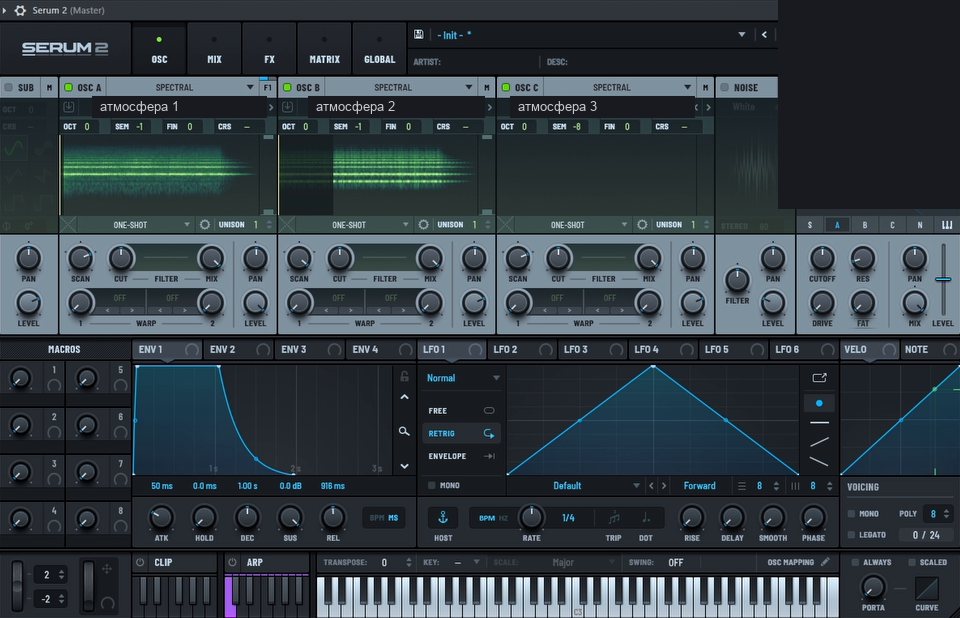 Serum 2 (Master)
SERUM 2
OSC MIX FX MATRIX GLOBAL
- Init - *
ARTIST: DESC:
SUB M OSC A SPECTRAL F1 OSC B SPECTRAL M OSC C SPECTRAL M NOISE
атмосфера 1 атмосфера 2 атмосфера 3 White
OCT 0 OCT 0 SEM -1 FIN 0 CRS -- OCT 0 SEM -1 FIN 0 CRS -- OCT 0 SEM -8 FIN 0 CRS --
CRS --
ONE-SHOT UNISON 1 ONE-SHOT UNISON 1 ONE-SHOT UNISON 1 STEREO S A B C N
PAN SCAN CUT FILTER MIX PAN SCAN CUT FILTER MIX PAN SCAN CUT FILTER MIX PAN PAN CUTOFF RES PAN
OFF OFF OFF OFF OFF OFF FILTER
LEVEL 1 WARP 2 LEVEL 1 WARP 2 LEVEL 1 WARP 2 LEVEL LEVEL DRIVE FAT MIX LEVEL
MACROS ENV 1 ENV 2 ENV 3 ENV 4 LFO 1 LFO 2 LFO 3 LFO 4 LFO 5 LFO 6 VELO NOTE
1 5
2 6
3 7
4 8
1s 2s 3s
50 ms 0.0 ms 1.00 s 0.0 dB 916 ms
ATK HOLD DEC SUS REL
BPM MS
Normal
FREE
RETRIG
ENVELOPE
MONO Default Forward 8 8
HOST BPM HZ RATE 1/4 TRIP DOT RISE DELAY SMOOTH PHASE
VOICING
MONO POLY 8
LEGATO 0 / 24
2
-2
CLIP ARP
TRANSPOSE: 0 KEY: -- SCALE: Major SWING: OFF OSC MAPPING
C5
ALWAYS SCALED
PORTA CURVE